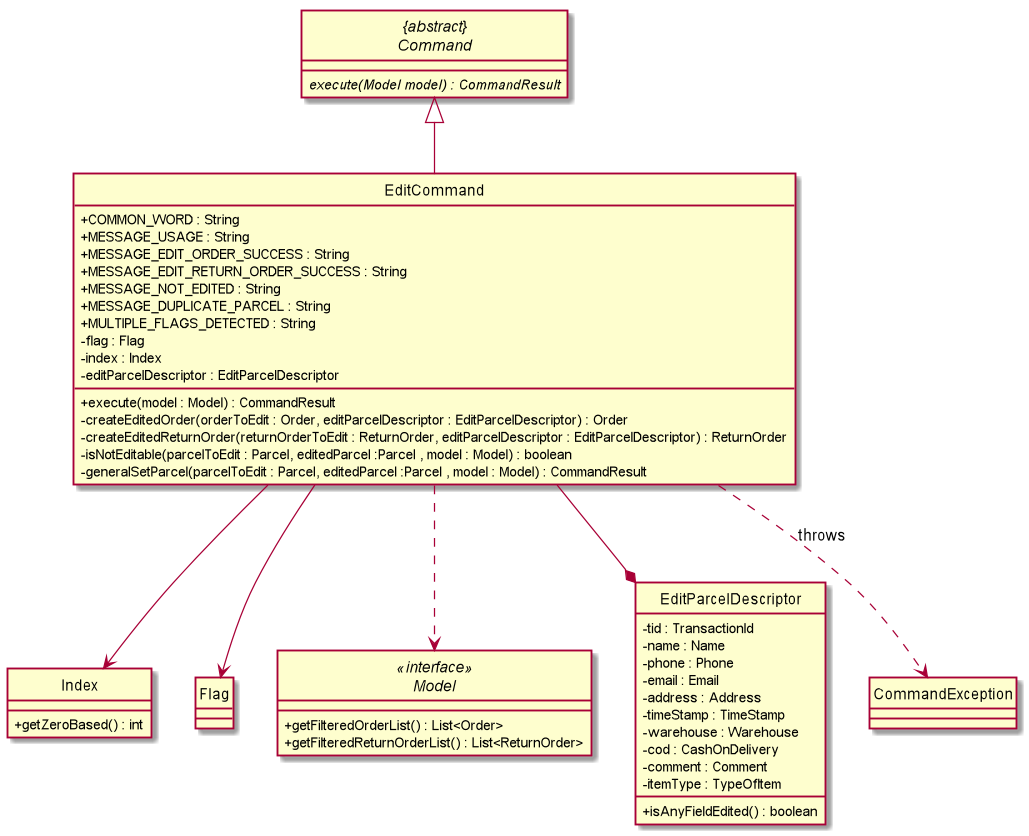 {abstract}
Command
execute(Model model) : CommandResult
EditCommand
+COMMON_WORD : String
+MESSAGE_USAGE : String
+MESSAGE_EDIT_ORDER_SUCCESS : String
+MESSAGE_EDIT_RETURN_ORDER_SUCCESS : String
+MESSAGE_NOT_EDITED : String
+MESSAGE_DUPLICATE_PARCEL : String
+MULTIPLE_FLAGS_DETECTED : String
-flag : Flag
-index : Index
-editParcelDescriptor : EditParcelDescriptor
+execute(model : Model) : CommandResult
-createEditedOrder(orderToEdit : Order, editParcelDescriptor : EditParcelDescriptor) : Order
-createEditedReturnOrder(returnOrderToEdit : ReturnOrder, editParcelDescriptor : EditParcelDescriptor) : ReturnOrder
-isNotEditable(parcelToEdit : Parcel, editedParcel :Parcel , model : Model) : boolean
-generalSetParcel(parcelToEdit : Parcel, editedParcel :Parcel , model : Model) : CommandResult
throws
Index
+getZeroBased() : int
Flag
«interface»
Model
+getFilteredOrderList() : List<Order>
+getFilteredReturnOrderList() : List<ReturnOrder>
EditParcelDescriptor
-tid : TransactionId
-name : Name
-phone : Phone
-email : Email
-address : Address
-timeStamp : TimeStamp
-warehouse : Warehouse
-cod : CashOnDelivery
-comment : Comment
-itemType : TypeOfItem
+isAnyFieldEdited() : boolean
CommandException